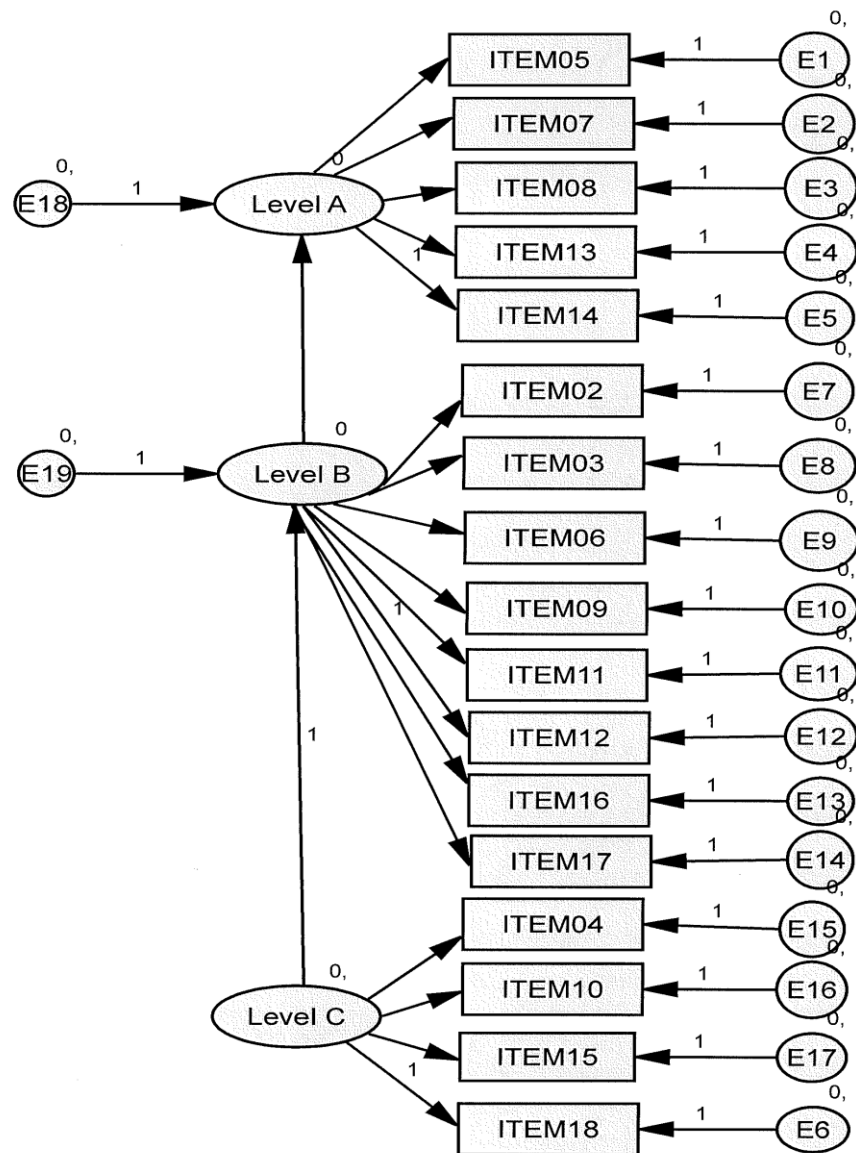 0,
ITEM05 1 E1
0,
ITEM07 1 E2
0,
0, 0
E18 1 Level A ITEM08 1 E3
0,
1 ITEM13 1 E4
0,
ITEM14 1 E5
0,
ITEM02 1 E7
0,
0, 0
E19 1 Level B ITEM03 1 E8
0,
ITEM06 1 E9
0,
1 ITEM09 1 E10
0,
ITEM11 1 E11
0,
1 ITEM12 1 E12
0,
ITEM16 1 E13
0,
ITEM17 1 E14
0,
ITEM04 1 E15
0,
0,
Level C ITEM10 1 E16
0,
1 ITEM15 1 E17
0,
ITEM18 1 E6